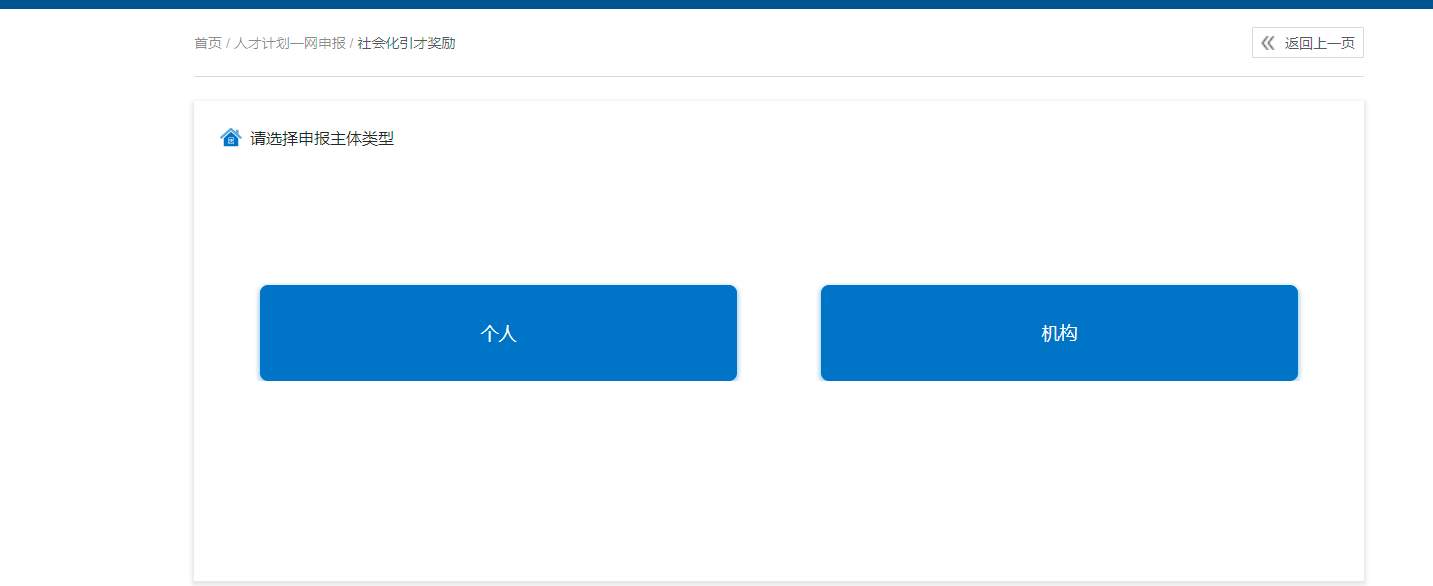 首页 / 人才计划一网申报 / 社会化引才奖励
返回上一页
请选择申报主体类型
个人
机构